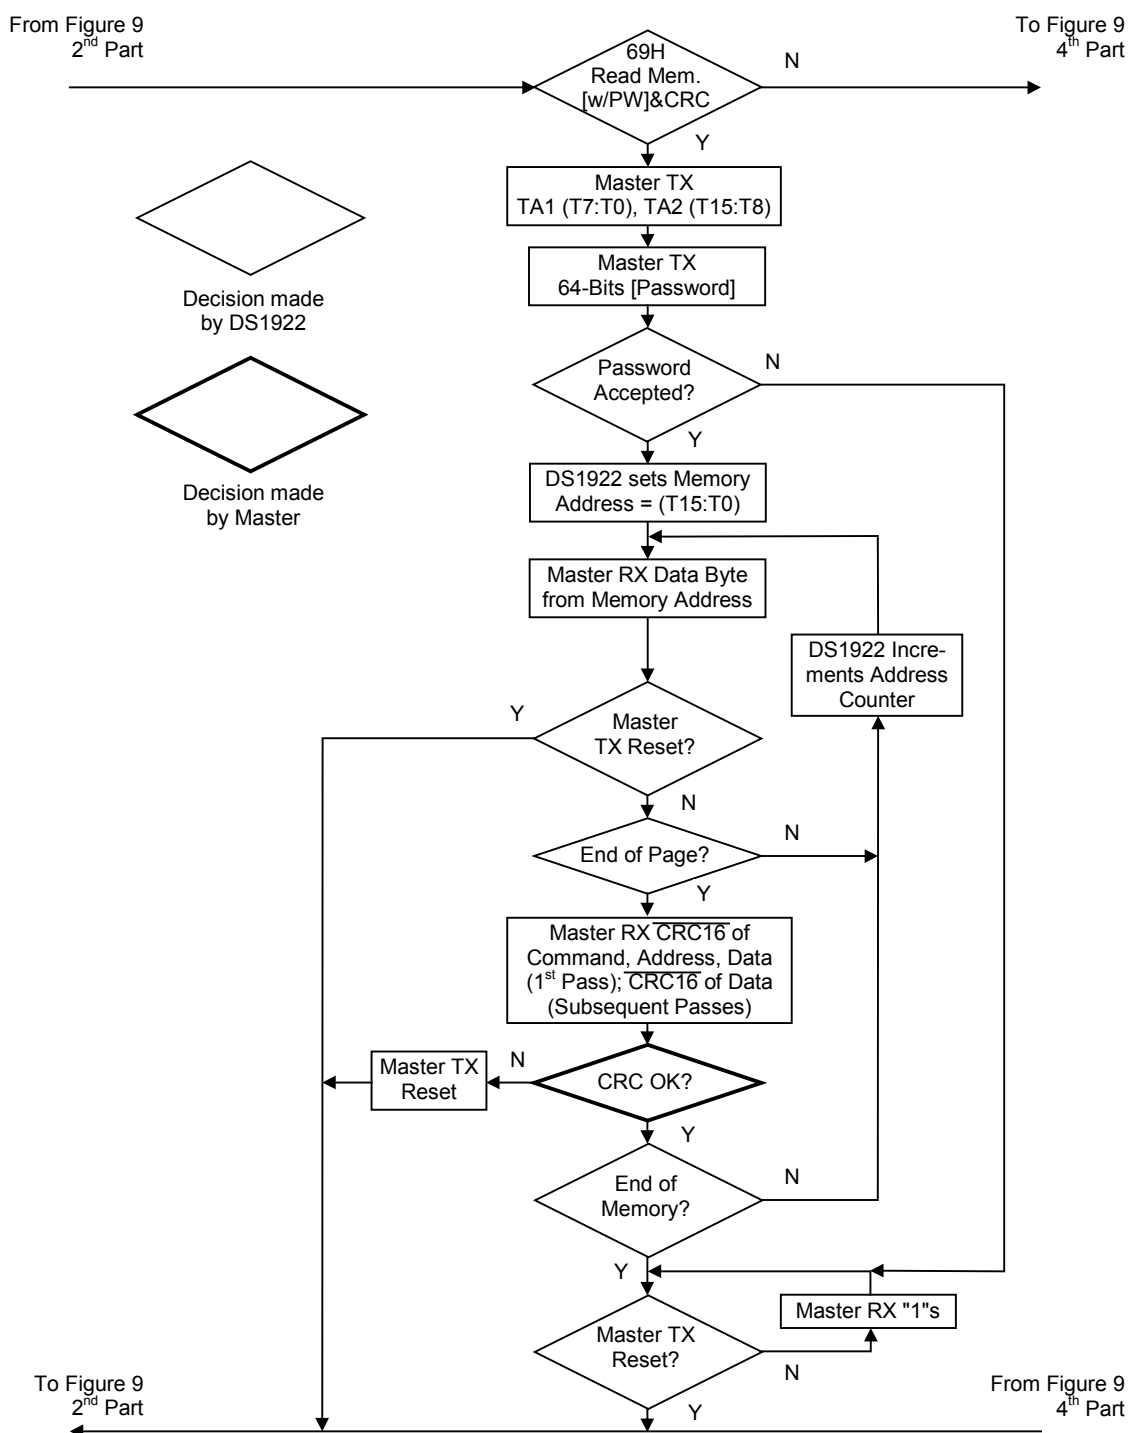 From Figure 9
2nd Part
To Figure 9
4th Part
69H
Read Mem.
[w/PW]&CRC
N
Y
Master TX
TA1 (T7:T0), TA2 (T15:T8)
Master TX
64-Bits [Password]
Decision made
by DS1922
Password
Accepted?
N
Y
Decision made
by Master
DS1922 sets Memory
Address = (T15:T0)
Master RX Data Byte
from Memory Address
DS1922 Incre-
ments Address
Counter
Y
Master
TX Reset?
N
End of Page?
N
Y
Master RX CRC16 of
Command, Address, Data
(1st Pass); CRC16 of Data
(Subsequent Passes)
Master TX
Reset
N
CRC OK?
Y
End of
Memory?
N
Y
Master RX "1"s
Master TX
Reset?
N
Y
To Figure 9
2nd Part
From Figure 9
4th Part